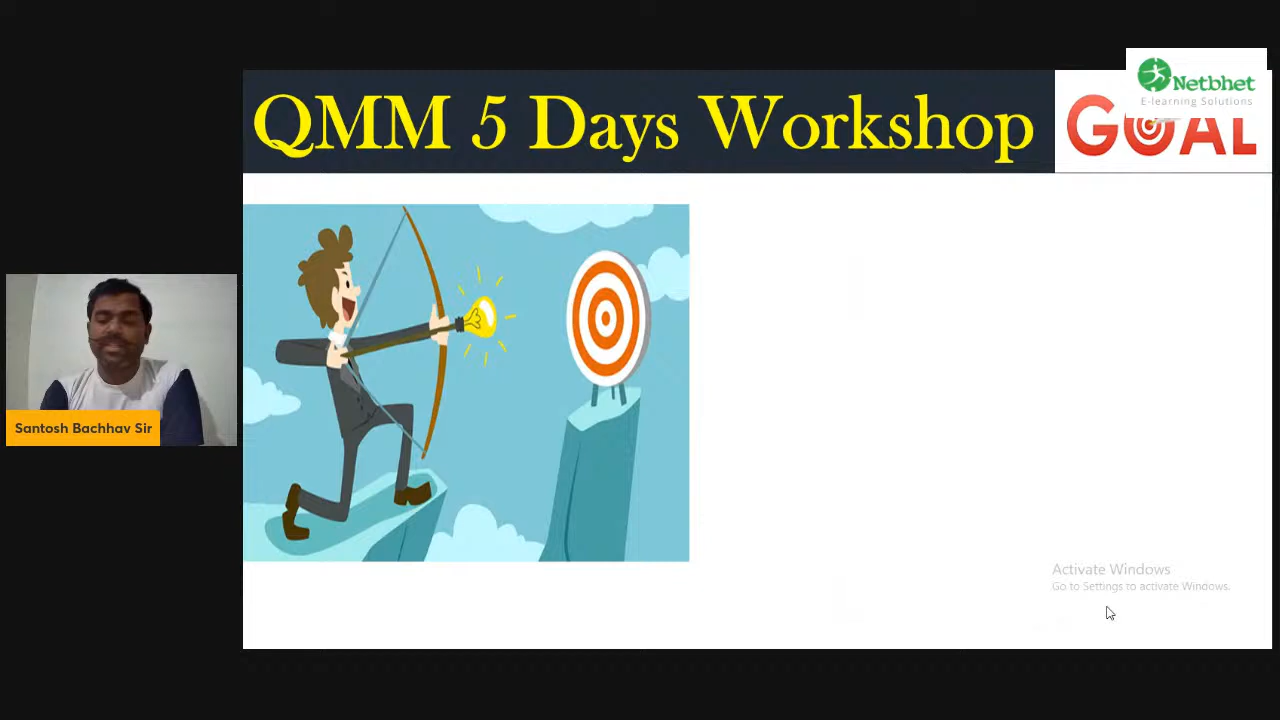 QMM 5 Days Workshop
Netbhet
E-learning Solutions
GOAL
Santosh Bachhav Sir
Activate Windows
Go to Settings to activate Windows.